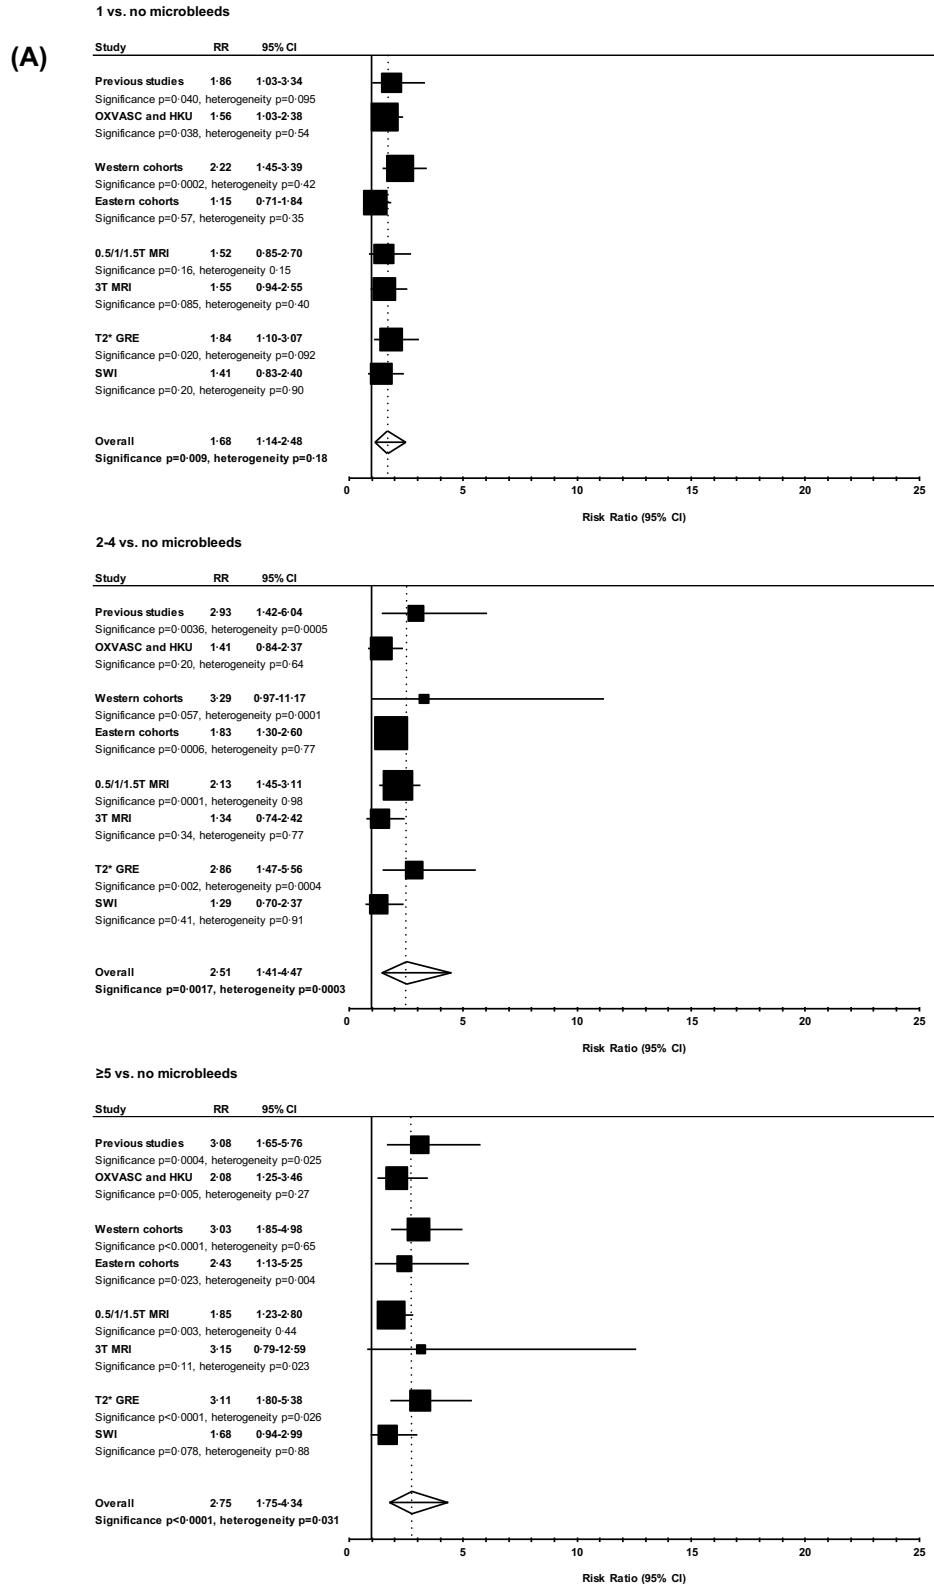 1 vs. no microbleeds
(A)
Study RR 95% CI
Previous studies 1·86 1·03-3·34
Significance p=0·040, heterogeneity p=0·095
OXVASC and HKU 1·56 1·03-2·38
Significance p=0·038, heterogeneity p=0·54
Western cohorts 2·22 1·45-3·39
Significance p=0·0002, heterogeneity p=0·42
Eastern cohorts 1·15 0·71-1·84
Significance p=0·57, heterogeneity p=0·35
0.5/1/1.5T MRI 1·52 0·85-2·70
Significance p=0·16, heterogeneity 0·15
3T MRI 1·55 0·94-2·55
Significance p=0·085, heterogeneity p=0·40
T2* GRE 1·84 1·10-3·07
Significance p=0·020, heterogeneity p=0·092
SWI 1·41 0·83-2·40
Significance p=0·20, heterogeneity p=0·90
Overall 1·68 1·14-2·48
Significance p=0·009, heterogeneity p=0·18
0 5 10 15 20 25
Risk Ratio (95% CI)
2-4 vs. no microbleeds
Study RR 95% CI
Previous studies 2·93 1·42-6·04
Significance p=0·0036, heterogeneity p=0·0005
OXVASC and HKU 1·41 0·84-2·37
Significance p=0·20, heterogeneity p=0·64
Western cohorts 3·29 0·97-11·17
Significance p=0·057, heterogeneity p=0·0001
Eastern cohorts 1·83 1·30-2·60
Significance p=0·0006, heterogeneity p=0·77
0.5/1/1.5T MRI 2·13 1·45-3·11
Significance p=0·0001, heterogeneity 0·98
3T MRI 1·34 0·74-2·42
Significance p=0·34, heterogeneity p=0·77
T2* GRE 2·86 1·47-5·56
Significance p=0·002, heterogeneity p=0·0004
SWI 1·29 0·70-2·37
Significance p=0·41, heterogeneity p=0·91
Overall 2·51 1·41-4·47
Significance p=0·0017, heterogeneity p=0·0003
0 5 10 15 20 25
Risk Ratio (95% CI)
≥5 vs. no microbleeds
Study RR 95% CI
Previous studies 3·08 1·65-5·76
Significance p=0·0004, heterogeneity p=0·025
OXVASC and HKU 2·08 1·25-3·46
Significance p=0·005, heterogeneity p=0·27
Western cohorts 3·03 1·85-4·98
Significance p<0.0001, heterogeneity p=0·65
Eastern cohorts 2·43 1·13-5·25
Significance p=0·023, heterogeneity p=0·004
0.5/1/1.5T MRI 1·85 1·23-2·80
Significance p=0·003, heterogeneity 0·44
3T MRI 3·15 0·79-12·59
Significance p=0·11, heterogeneity p=0·023
T2* GRE 3·11 1·80-5·38
Significance p<0·0001, heterogeneity p=0·026
SWI 1·68 0·94-2·99
Significance p=0·078, heterogeneity p=0·88
Overall 2·75 1·75-4·34
Significance p<0·0001, heterogeneity p=0·031
0 5 10 15 20 25
Risk Ratio (95% CI)